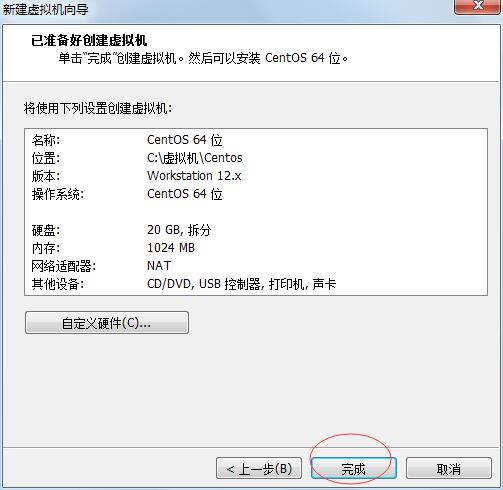 新建虚拟机向导
已准备好创建虚拟机
单击“完成”创建虚拟机。然后可以安装 CentOS 64 位。
将使用下列设置创建虚拟机:
名称: CentOS 64 位
位置: C:\虚拟机\Centos
版本: Workstation 12.x
操作系统: CentOS 64 位
硬盘: 20 GB, 拆分
内存: 1024 MB
网络适配器: NAT
其他设备: CD/DVD, USB 控制器, 打印机, 声卡
自定义硬件(C)...
< 上一步(B) 完成 取消